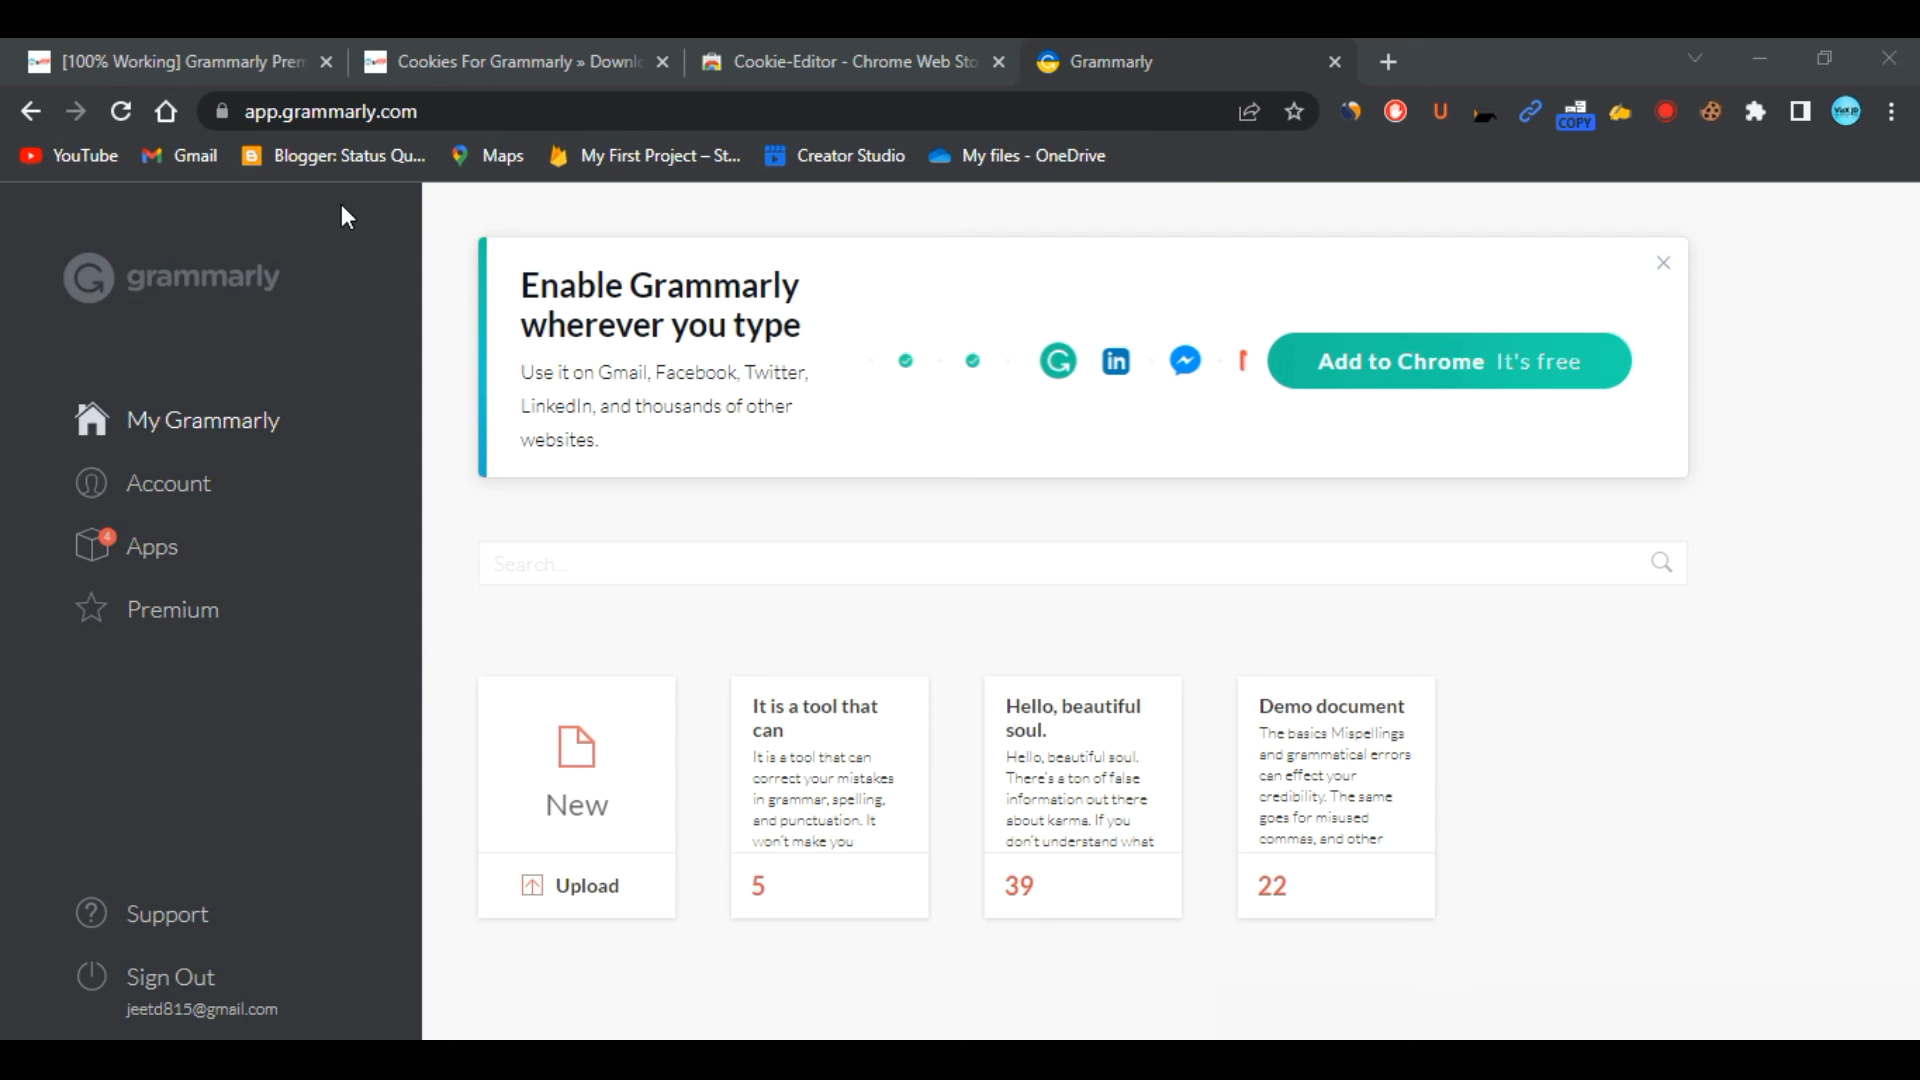 [100% Working] Grammarly Prem
Cookies For Grammarly » Downlo
Cookie-Editor - Chrome Web Sto
Grammarly
app.grammarly.com
COPY
YouTube
Gmail
Blogger: Status Qu...
Maps
My First Project – St...
Creator Studio
My files - OneDrive
grammarly
Enable Grammarly
wherever you type
Use it on Gmail, Facebook, Twitter,
LinkedIn, and thousands of other
websites.
in
Add to Chrome It's free
My Grammarly
Account
4
Apps
Premium
Search...
New
Upload
It is a tool that
can
It is a tool that can
correct your mistakes
in grammar, spelling,
and punctuation. It
won't make you
5
Hello, beautiful
soul.
Hello, beautiful soul.
There's a ton of false
information out there
about karma. If you
don't understand what
39
Demo document
The basics Mispellings
and grammatical errors
can effect your
credibility. The same
goes for misused
commas, and other
22
Support
Sign Out
jeetd815@gmail.com